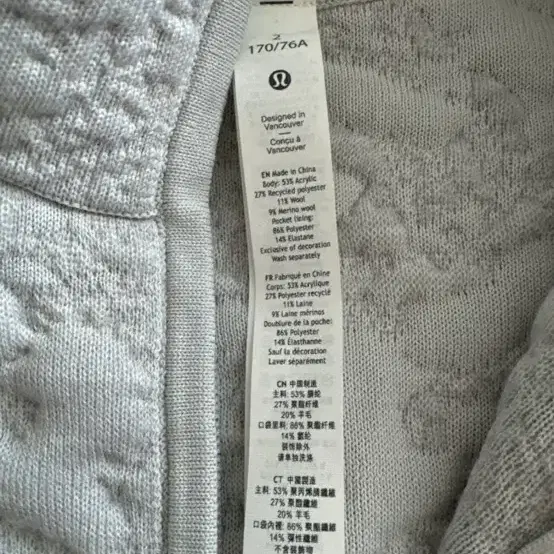 2
170/76A
Designed in
Vancouver
Conçu à
Vancouver
EN Made in China
Body: 53% Acrylic
27% Recycled polyester
11% Wool
9% Merino wool
Pocket lining:
86% Polyester
14% Elastane
Exclusive of decoration
Wash separately
FR Fabriqué en Chine
Corps: 53% Acrylique
27% Polyester recyclé
11% Laine
9% Laine mérinos
Doublure de la poche:
86% Polyester
14% Élasthanne
Sauf la décoration
Laver séparément
CN 中国制造
主料: 53% 腈纶
27% 聚酯纤维
20% 羊毛
口袋里料: 86% 聚酯纤维
14% 氨纶
装饰除外
请单独洗涤
CT 中國製造
主料: 53% 聚丙烯腈纖維
27% 聚酯纖維
20% 羊毛
口袋內裡: 86% 聚酯纖維
14% 彈性纖維
不含裝飾物